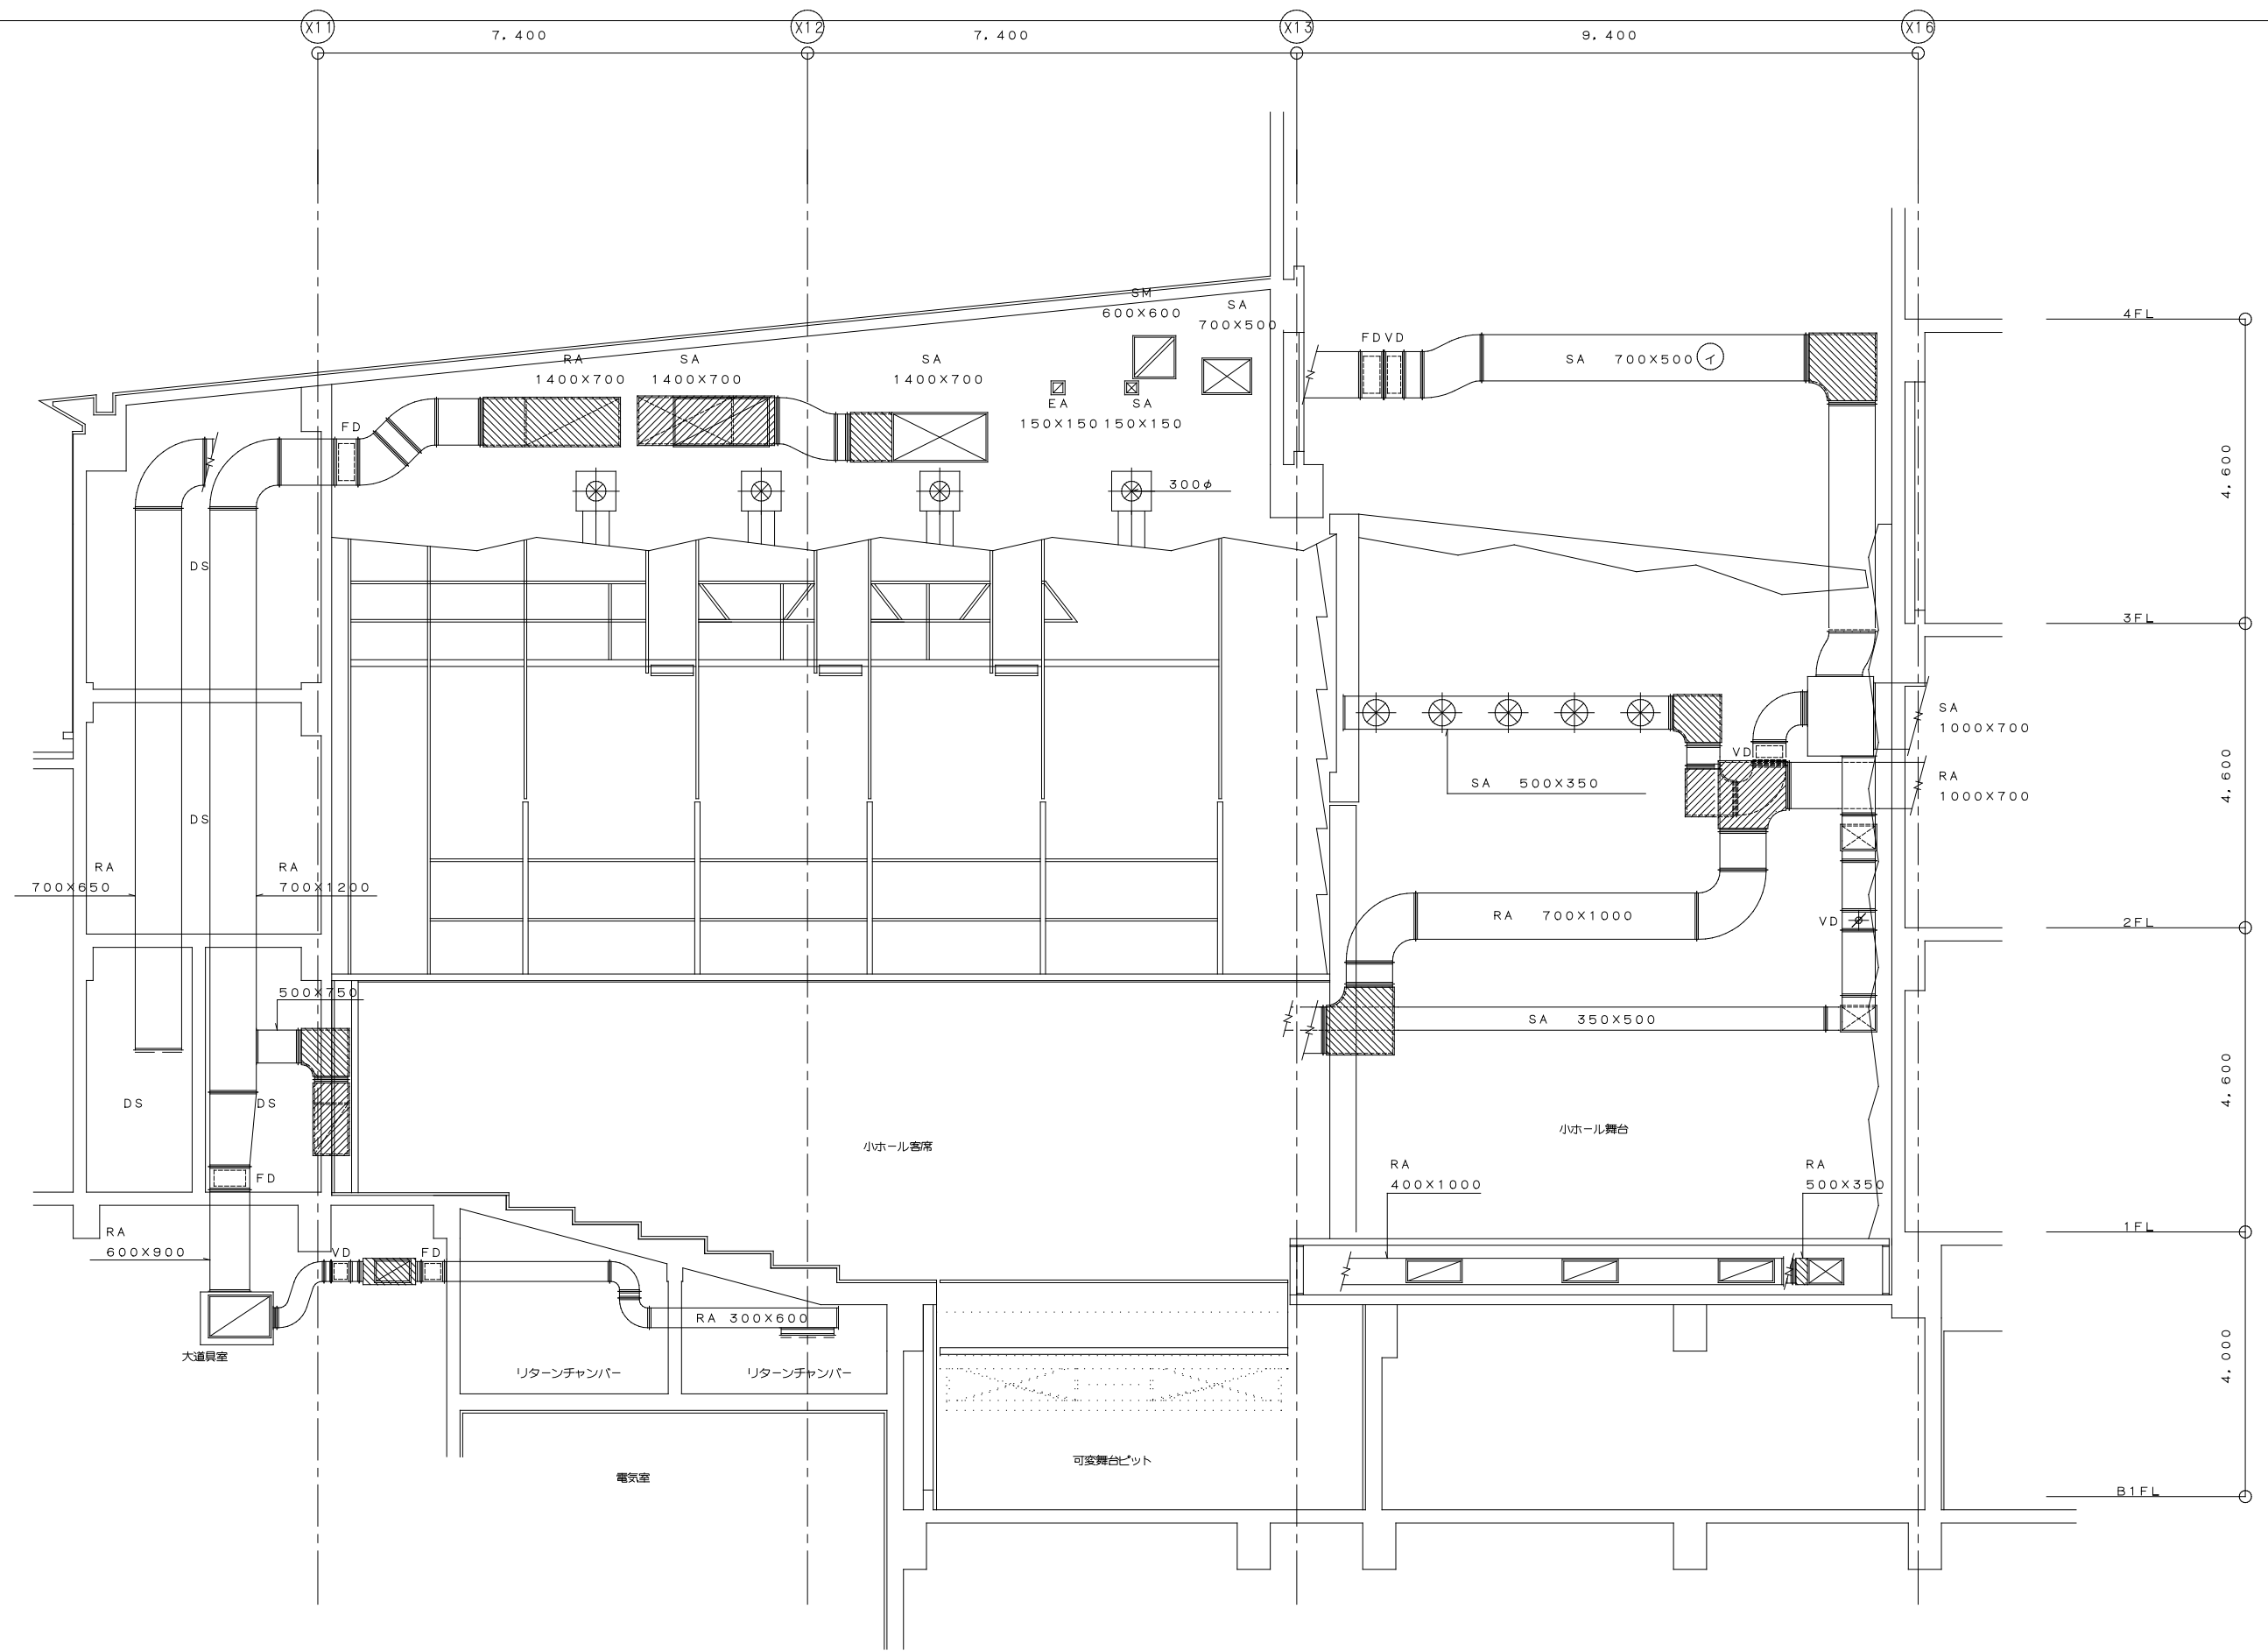 X11
X12
X13
X16
7.400
7.400
9.400
SM
600X600
SA
700X500
4FL
FD VD
SA 700X500 イ
RA
1400X700
SA
1400X700
SA
1400X700
EA
150X150
SA
150X150
FD
300φ
4.600
DS
3FL
SA
1000X700
VD
RA
1000X700
SA 500X350
4.600
DS
RA
700X650
RA
700X1200
RA 700X1000
VD
2FL
500X750
SA 350X500
4.600
DS
DS
小ホール客席
小ホール舞台
FD
RA
400X1000
RA
500X350
1FL
RA
600X900
VD
FD
RA 300X600
大道具室
リターンチャンバー
リターンチャンバー
4.000
可変舞台ピット
電気室
B1FL